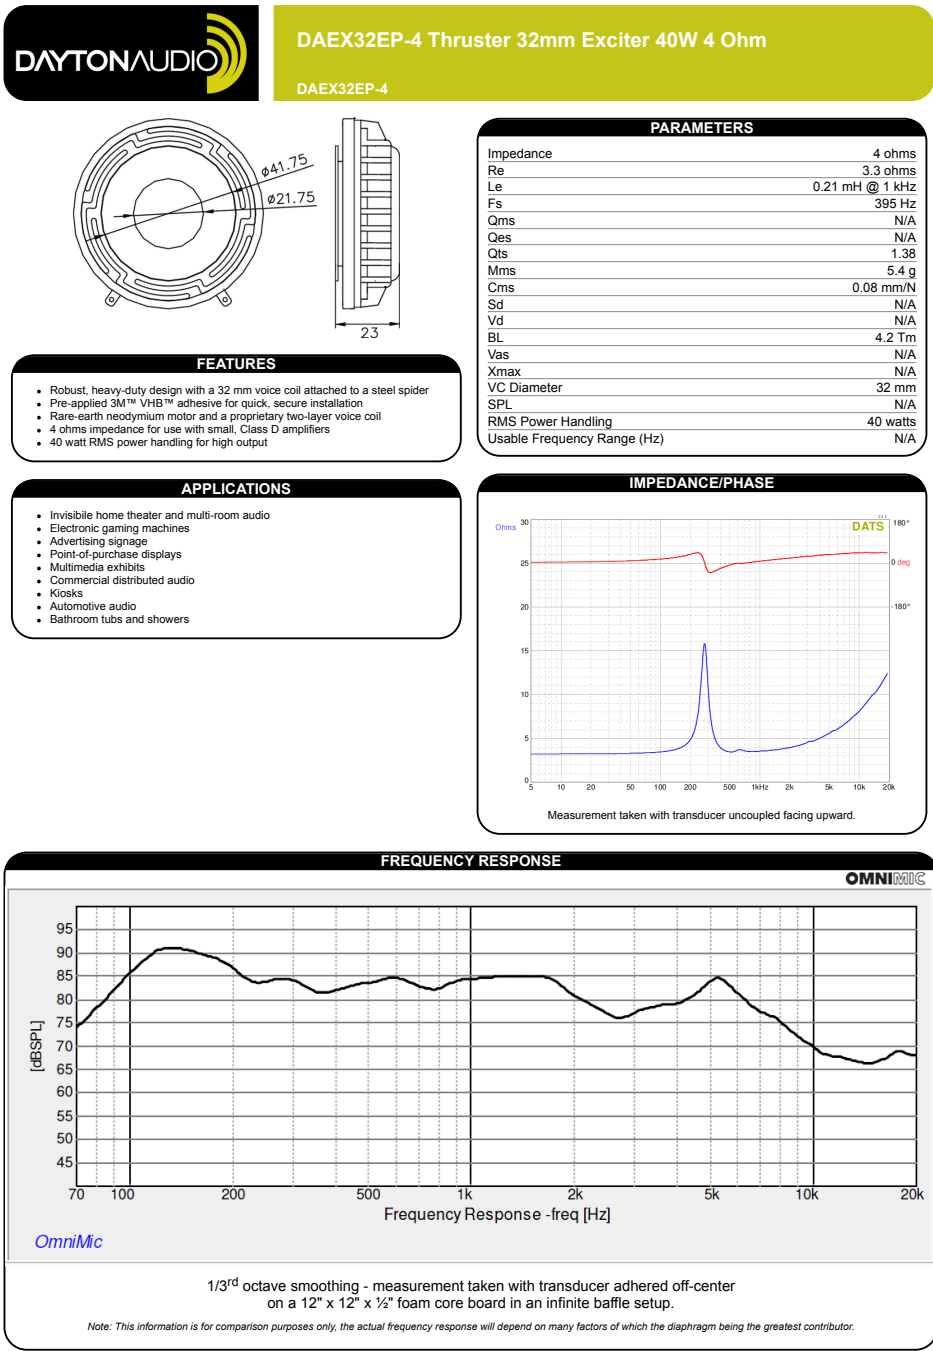 DAYTON AUDIO
DAEX32EP-4 Thruster 32mm Exciter 40W 4 Ohm
DAEX32EP-4
ø41.75
ø21.75
23
PARAMETERS
Impedance 4 ohms
Re 3.3 ohms
Le 0.21 mH @ 1 kHz
Fs 395 Hz
Qms N/A
Qes N/A
Qts 1.38
Mms 5.4 g
Cms 0.08 mm/N
Sd N/A
Vd N/A
BL 4.2 Tm
Vas N/A
Xmax N/A
VC Diameter 32 mm
SPL N/A
RMS Power Handling 40 watts
Usable Frequency Range (Hz) N/A
FEATURES
• Robust, heavy-duty design with a 32 mm voice coil attached to a steel spider
• Pre-applied 3M™ VHB™ adhesive for quick, secure installation
• Rare-earth neodymium motor and a proprietary two-layer voice coil
• 4 ohms impedance for use with small, Class D amplifiers
• 40 watt RMS power handling for high output
APPLICATIONS
• Invisibile home theater and multi-room audio
• Electronic gaming machines
• Advertising signage
• Point-of-purchase displays
• Multimedia exhibits
• Commercial distributed audio
• Kiosks
• Automotive audio
• Bathroom tubs and showers
IMPEDANCE/PHASE
Ohms 30 DATS 180°
25 0 deg
20 -180°
15
10
5
0
5 10 20 50 100 200 500 1kHz 2k 5k 10k 20k
Measurement taken with transducer uncoupled facing upward.
FREQUENCY RESPONSE
OMNIMIC
[dBSPL]
95
90
85
80
75
70
65
60
55
50
45
70 100 200 500 1k 2k 5k 10k 20k
Frequency Response -freq [Hz]
OmniMic
1/3rd octave smoothing - measurement taken with transducer adhered off-center
on a 12" x 12" x ½" foam core board in an infinite baffle setup.
Note: This information is for comparison purposes only, the actual frequency response will depend on many factors of which the diaphragm being the greatest contributor.